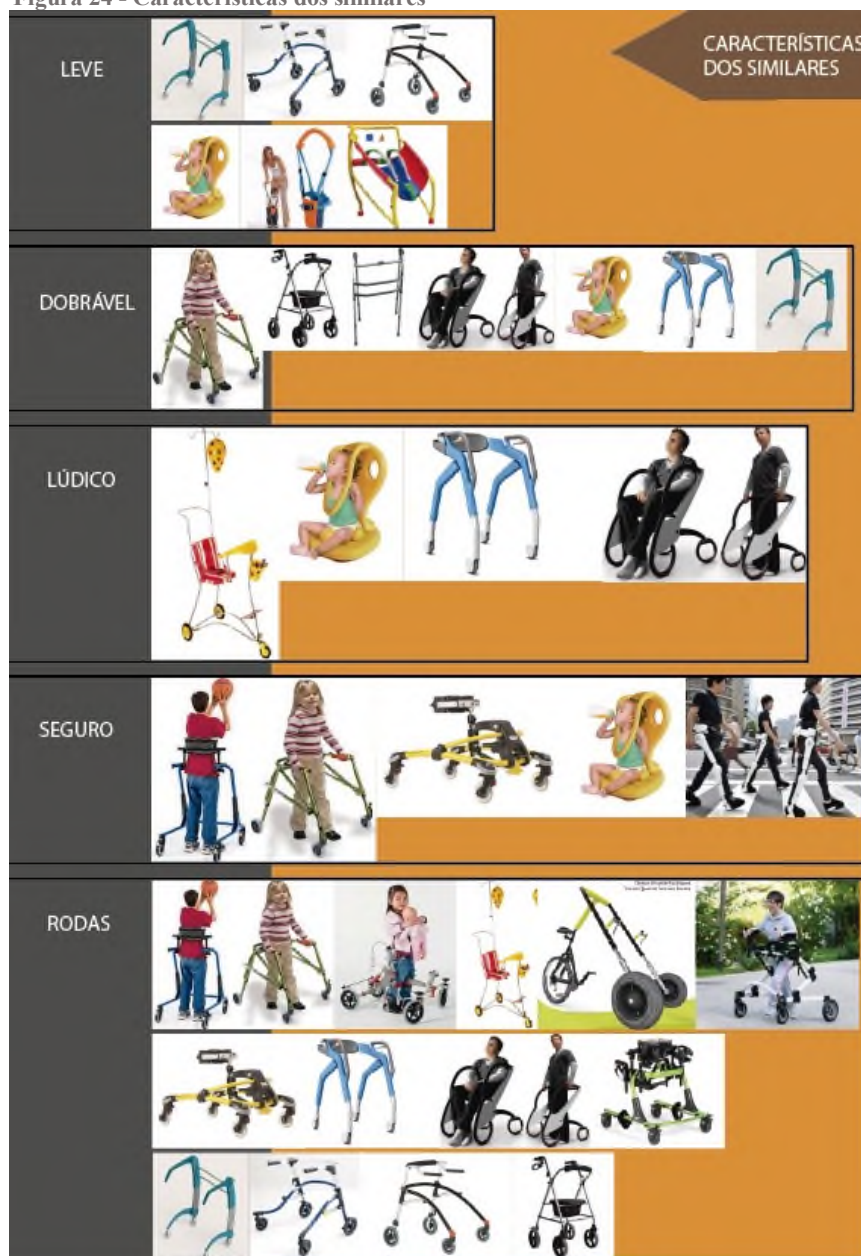 Figura 24 - Características dos similares
CARACTERÍSTICAS
DOS SIMILARES
LEVE
DOBRÁVEL
LÚDICO
SEGURO
RODAS